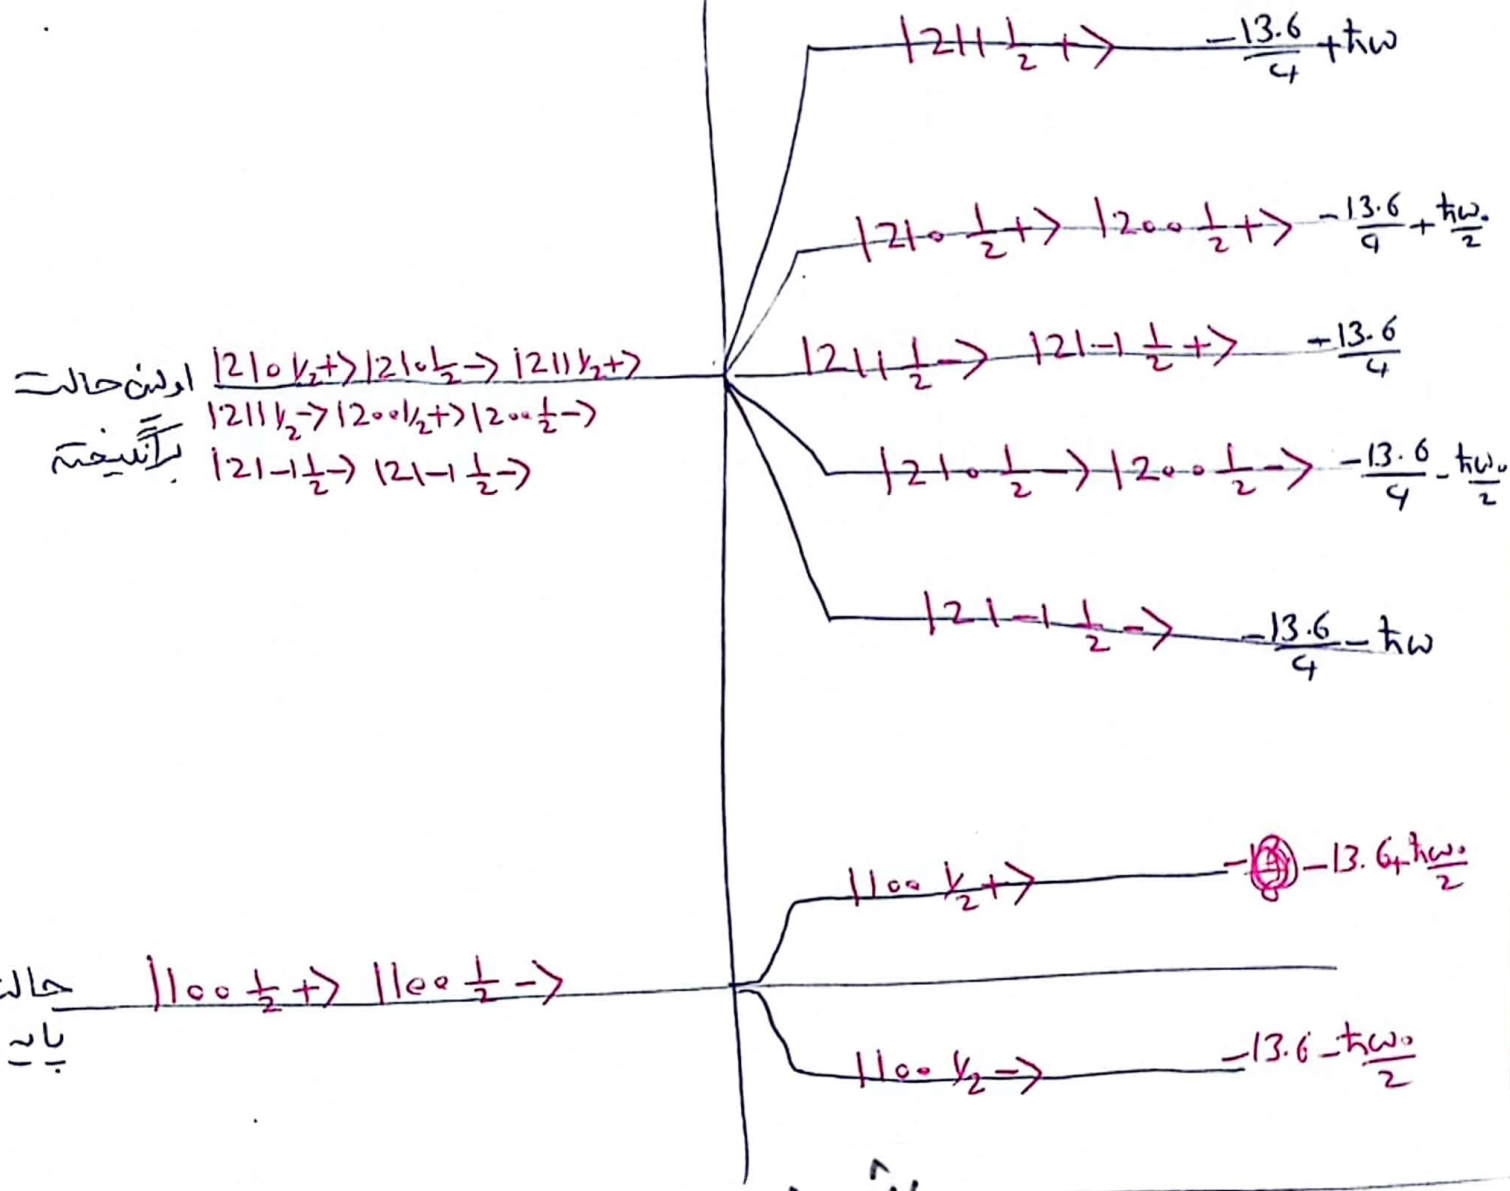 |211 1/2 +> -13.6/4 + ħω
|210 1/2 +> |200 1/2 +> -13.6/4 + ħω₀/2
|211 1/2 -> |21-1 1/2 +> -13.6/4
اولین حالت |210 1/2 +> |210 1/2 -> |211 1/2 +>
برانگیخته |211 1/2 -> |200 1/2 +> |200 1/2 ->
|21-1 1/2 -> |21-1 1/2 ->
|210 1/2 -> |200 1/2 -> -13.6/4 - ħω₀/2
|21-1 1/2 -> -13.6/4 - ħω
|100 1/2 +> -13.6 + ħω₀/2
حالت |100 1/2 +> |100 1/2 ->
پایه
|100 1/2 -> -13.6 - ħω₀/2